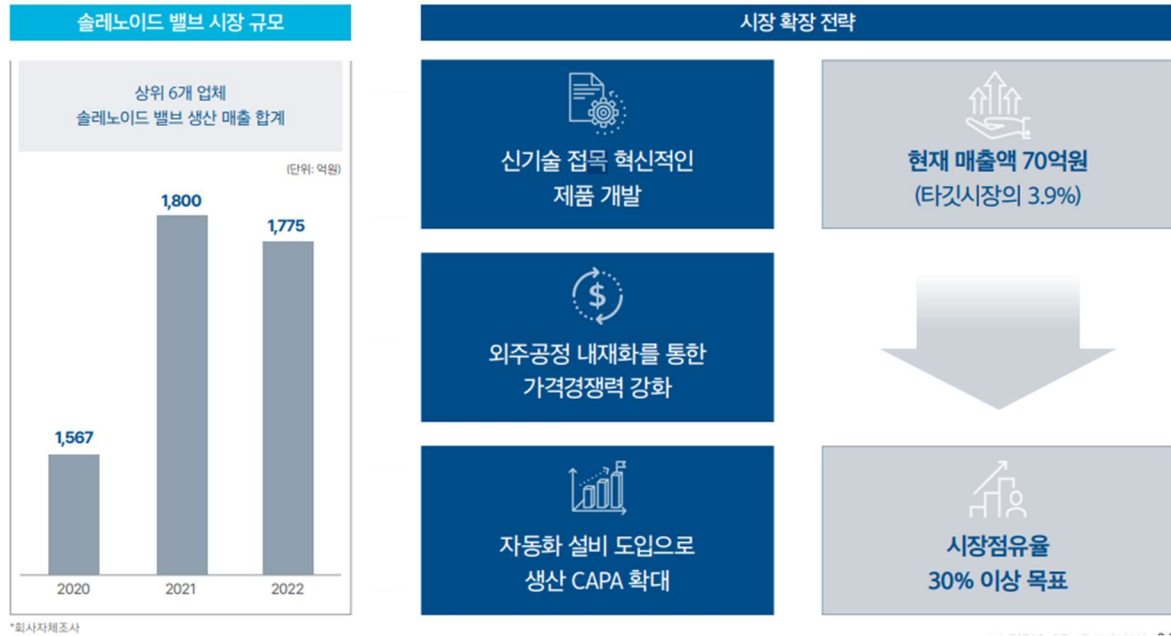 솔레노이드 밸브 시장 규모
상위 6개 업체
솔레노이드 밸브 생산 매출 합계
(단위: 억원)
1,567
1,800
1,775
2020
2021
2022
*회사자체조사
시장 확장 전략
신기술 접목 혁신적인
제품 개발
현재 매출액 70억원
(타깃시장의 3.9%)
$
외주공정 내재화를 통한
가격경쟁력 강화
자동화 설비 도입으로
생산 CAPA 확대
시장점유율
30% 이상 목표